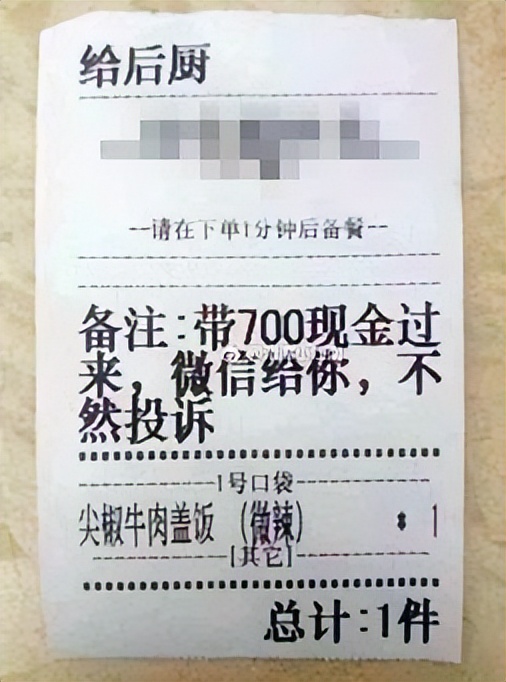 给后厨
--请在下单1分钟后备餐--
备注:带700现金过
来，微信给你，不
然投诉
1号口袋
尖椒牛肉盖饭 (微辣) * 1
[其它]
总计:1件